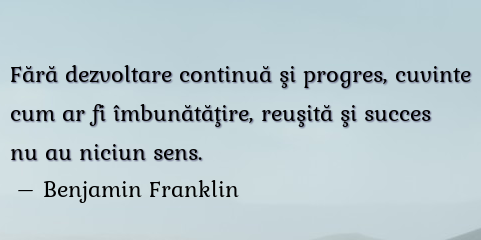 Fără dezvoltare continuă şi progres, cuvinte
cum ar fi îmbunătăţire, reuşită şi succes
nu au niciun sens.
— Benjamin Franklin